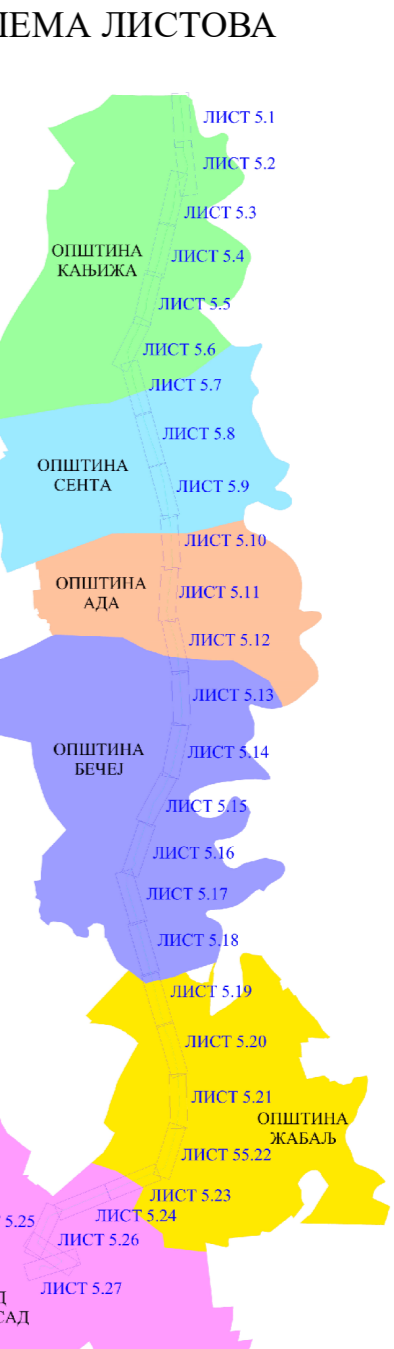 ЛИСТОВА
ЛИСТ 5.1
ЛИСТ 5.2
ЛИСТ 5.3
ОПШТИНА
КАЊИЖА
ЛИСТ 5.4
ЛИСТ 5.5
ЛИСТ 5.6
ЛИСТ 5.7
ЛИСТ 5.8
ОПШТИНА
СЕНТА
ЛИСТ 5.9
ЛИСТ 5.10
ОПШТИНА
АДА
ЛИСТ 5.11
ЛИСТ 5.12
ЛИСТ 5.13
ОПШТИНА
БЕЧЕЈ
ЛИСТ 5.14
ЛИСТ 5.15
ЛИСТ 5.16
ЛИСТ 5.17
ЛИСТ 5.18
ЛИСТ 5.19
ЛИСТ 5.20
ЛИСТ 5.21
ОПШТИНА
ЖАБАЉ
ЛИСТ 55.22
ЛИСТ 5.23
ЛИСТ 5.24
5.25
ЛИСТ 5.26
ЛИСТ 5.27
САД